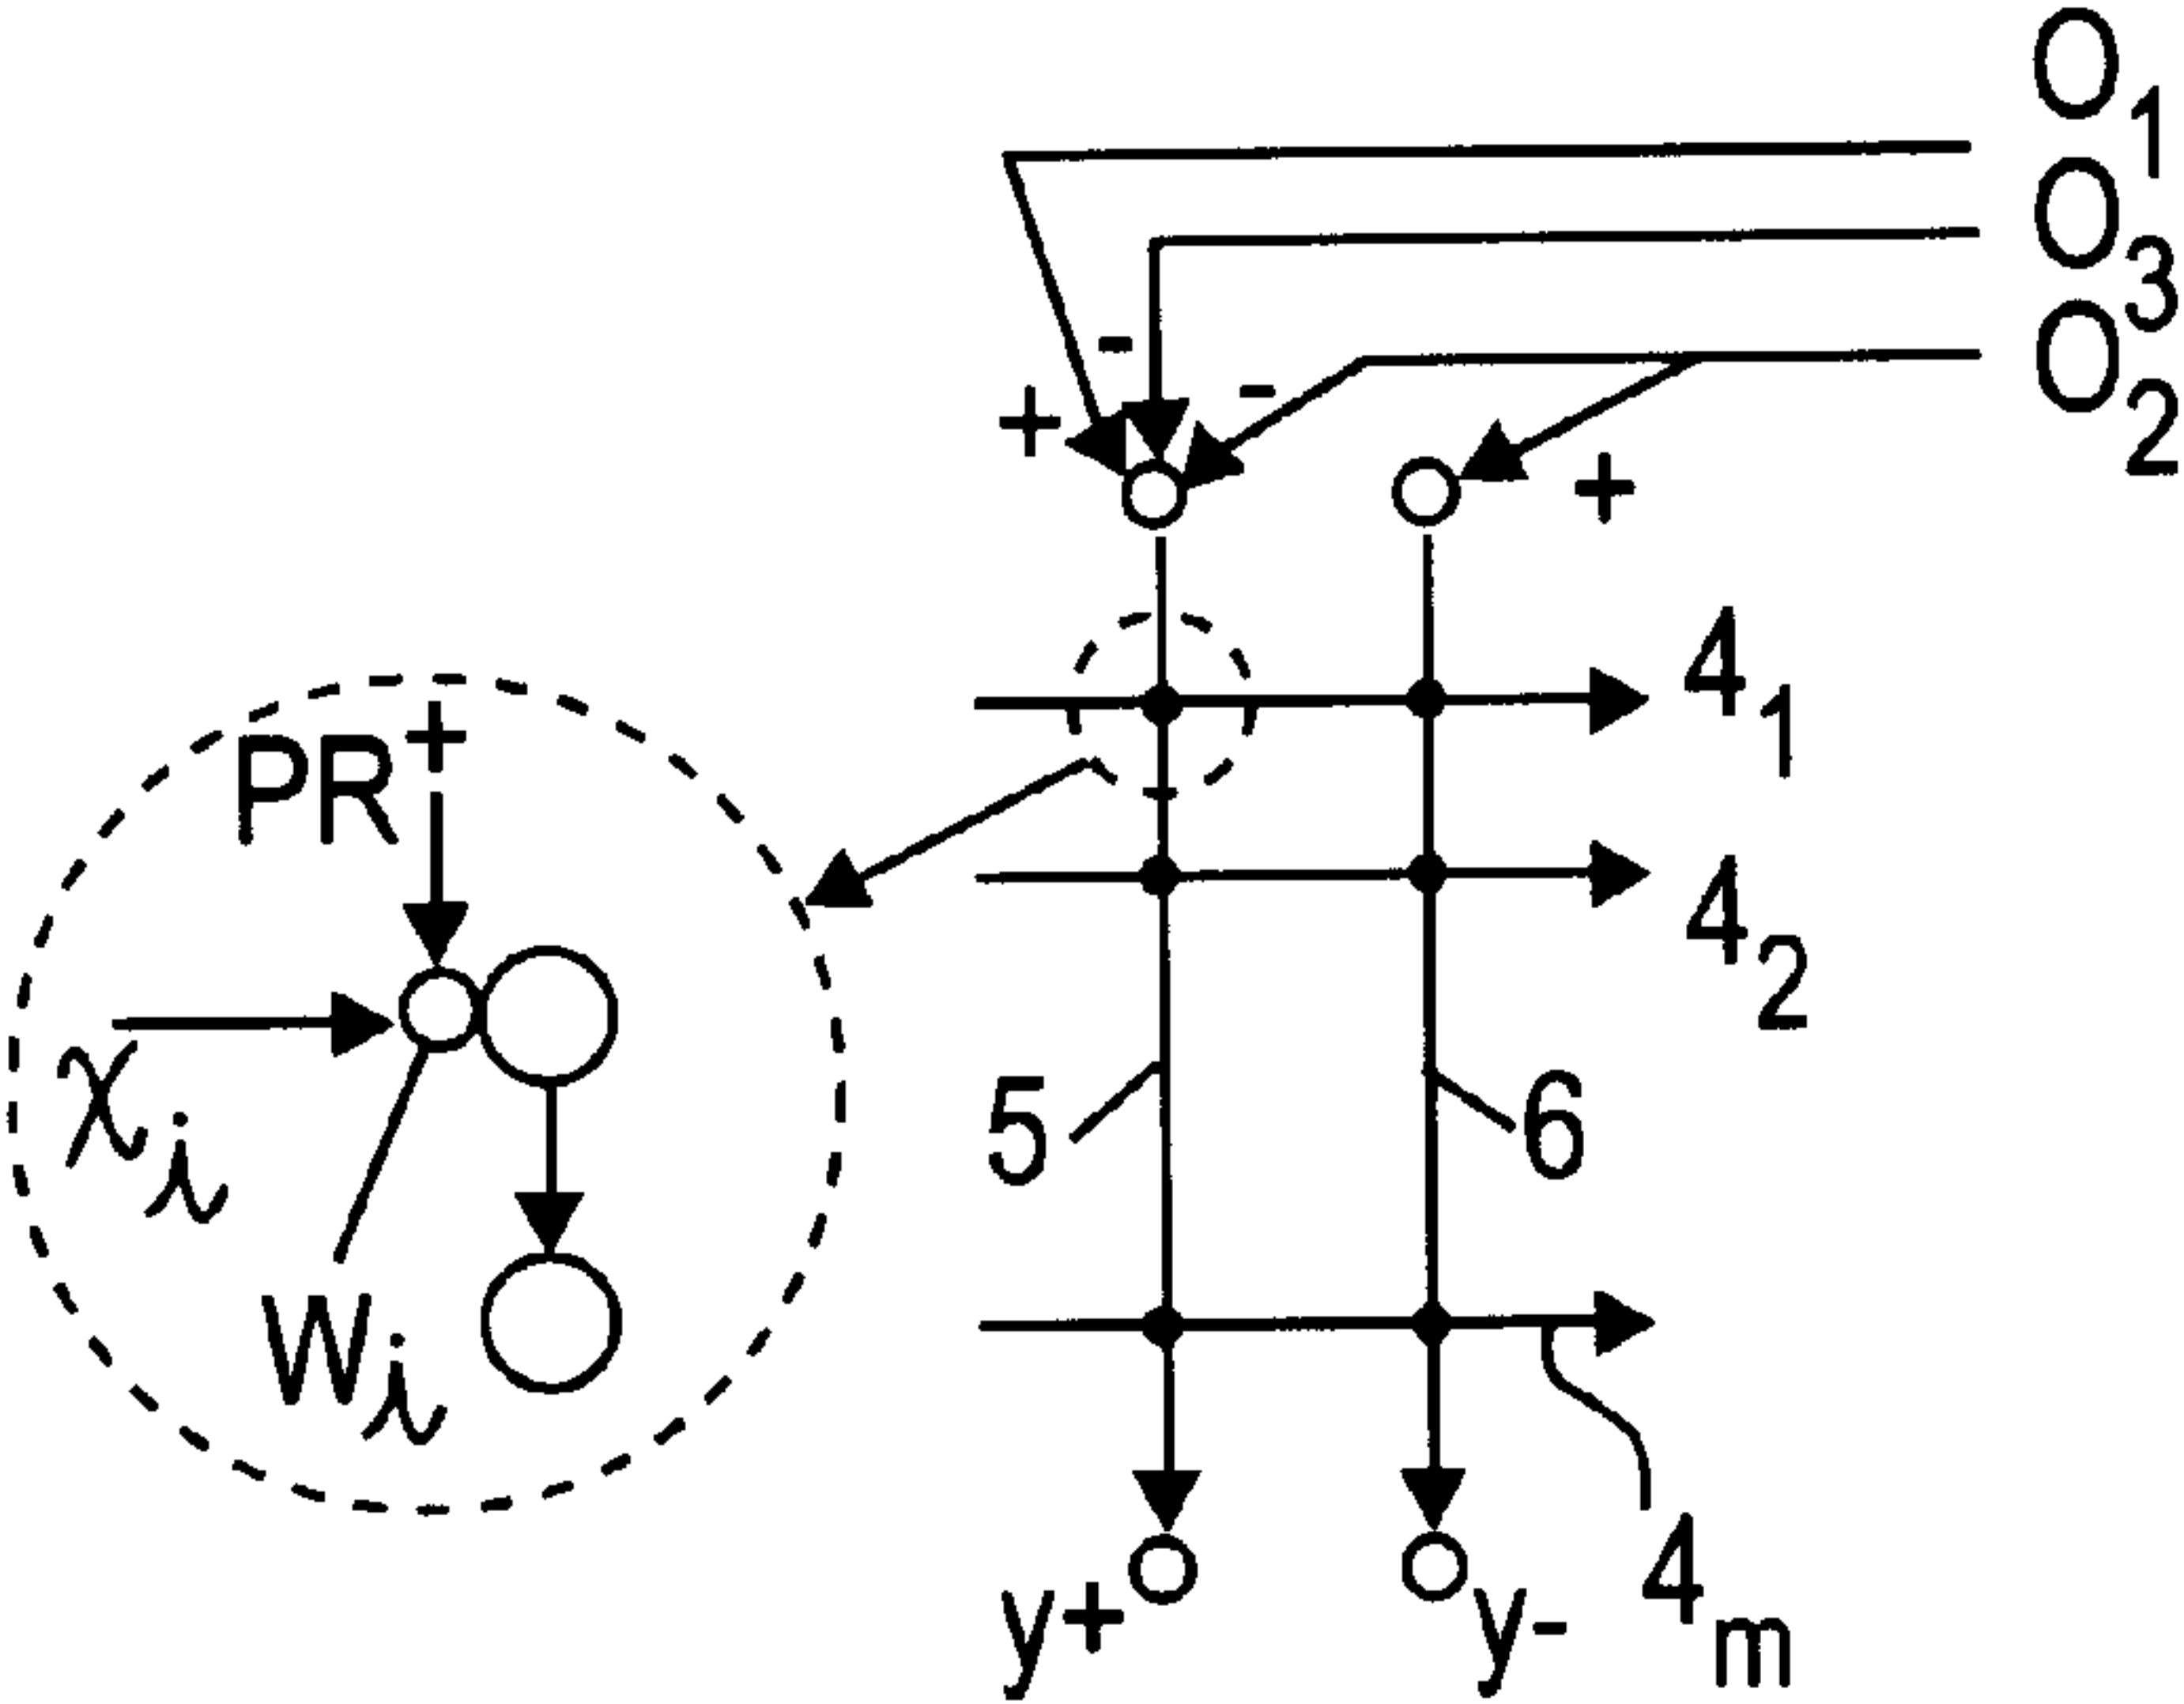 O1
O3
O2
-
-
+
+
41
PR+
42
xi
5
6
Wi
y+
y-
4m